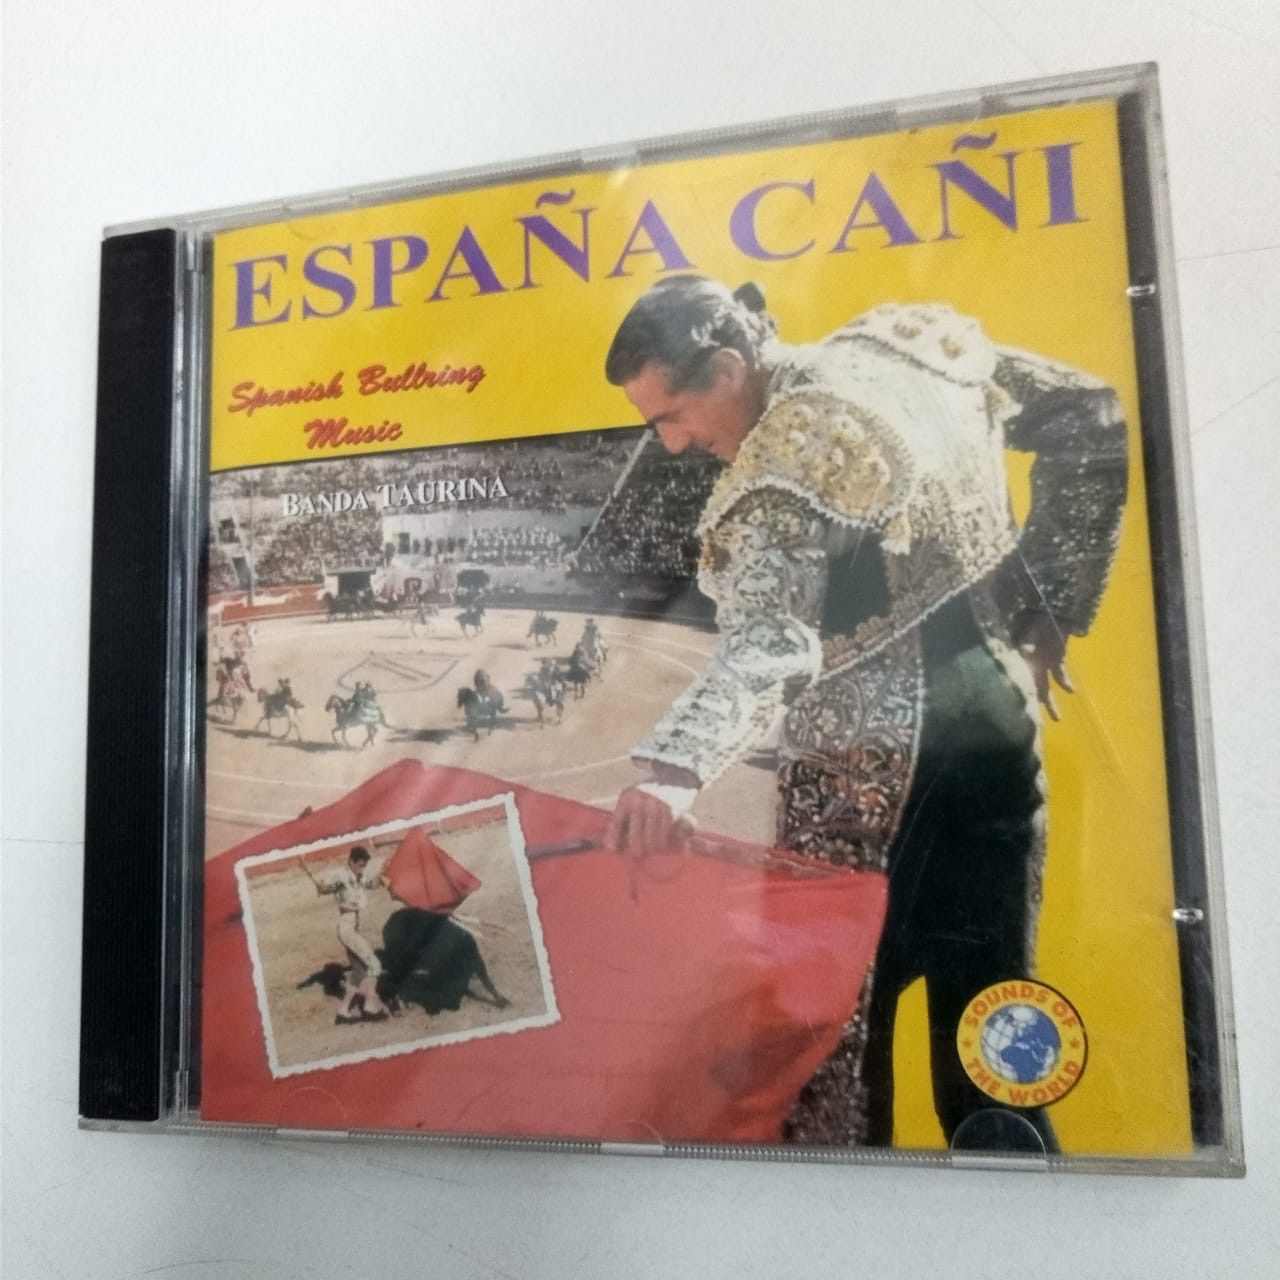 ESPAÑA CAÑI
Spanish Bullring
Music
BANDA TAURINA
SOUNDS OF
THE WORLD